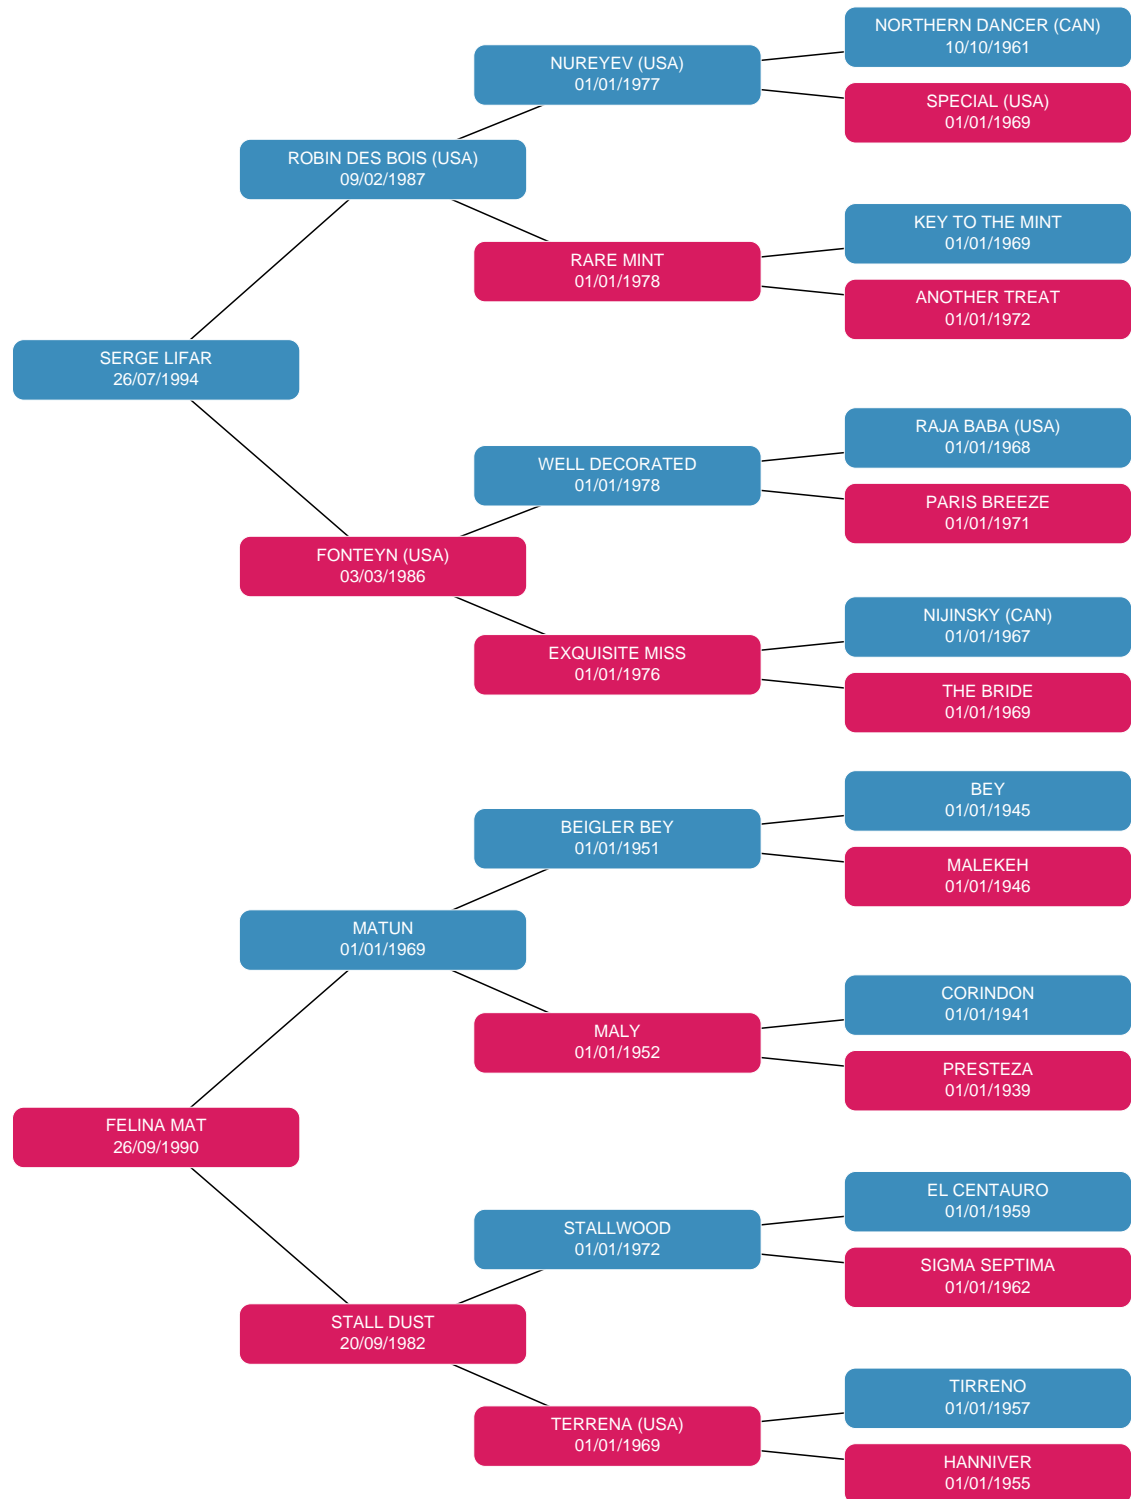 NORTHERN DANCER (CAN)
10/10/1961
NUREYEV (USA)
01/01/1977
SPECIAL (USA)
01/01/1969
ROBIN DES BOIS (USA)
09/02/1987
KEY TO THE MINT
01/01/1969
RARE MINT
01/01/1978
ANOTHER TREAT
01/01/1972
SERGE LIFAR
26/07/1994
RAJA BABA (USA)
01/01/1968
WELL DECORATED
01/01/1978
PARIS BREEZE
01/01/1971
FONTEYN (USA)
03/03/1986
NIJINSKY (CAN)
01/01/1967
EXQUISITE MISS
01/01/1976
THE BRIDE
01/01/1969
BEY
01/01/1945
BEIGLER BEY
01/01/1951
MALEKEH
01/01/1946
MATUN
01/01/1969
CORINDON
01/01/1941
MALY
01/01/1952
PRESTEZA
01/01/1939
FELINA MAT
26/09/1990
EL CENTAURO
01/01/1959
STALLWOOD
01/01/1972
SIGMA SEPTIMA
01/01/1962
STALL DUST
20/09/1982
TIRRENO
01/01/1957
TERRENA (USA)
01/01/1969
HANNIVER
01/01/1955